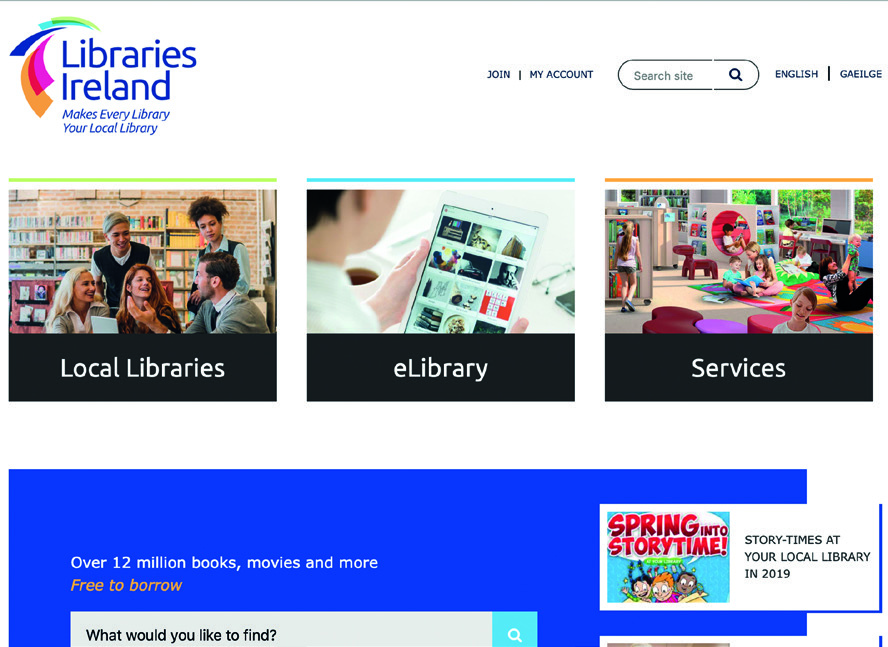 Libraries
Ireland
Makes Every Library
Your Local Library
JOIN | MY ACCOUNT
Search site
ENGLISH | GAEILGE
Local Libraries
eLibrary
Services
Over 12 million books, movies and more
Free to borrow
What would you like to find?
SPRING INTO
STORYTIME!
STORY-TIMES AT
YOUR LOCAL LIBRARY
IN 2019